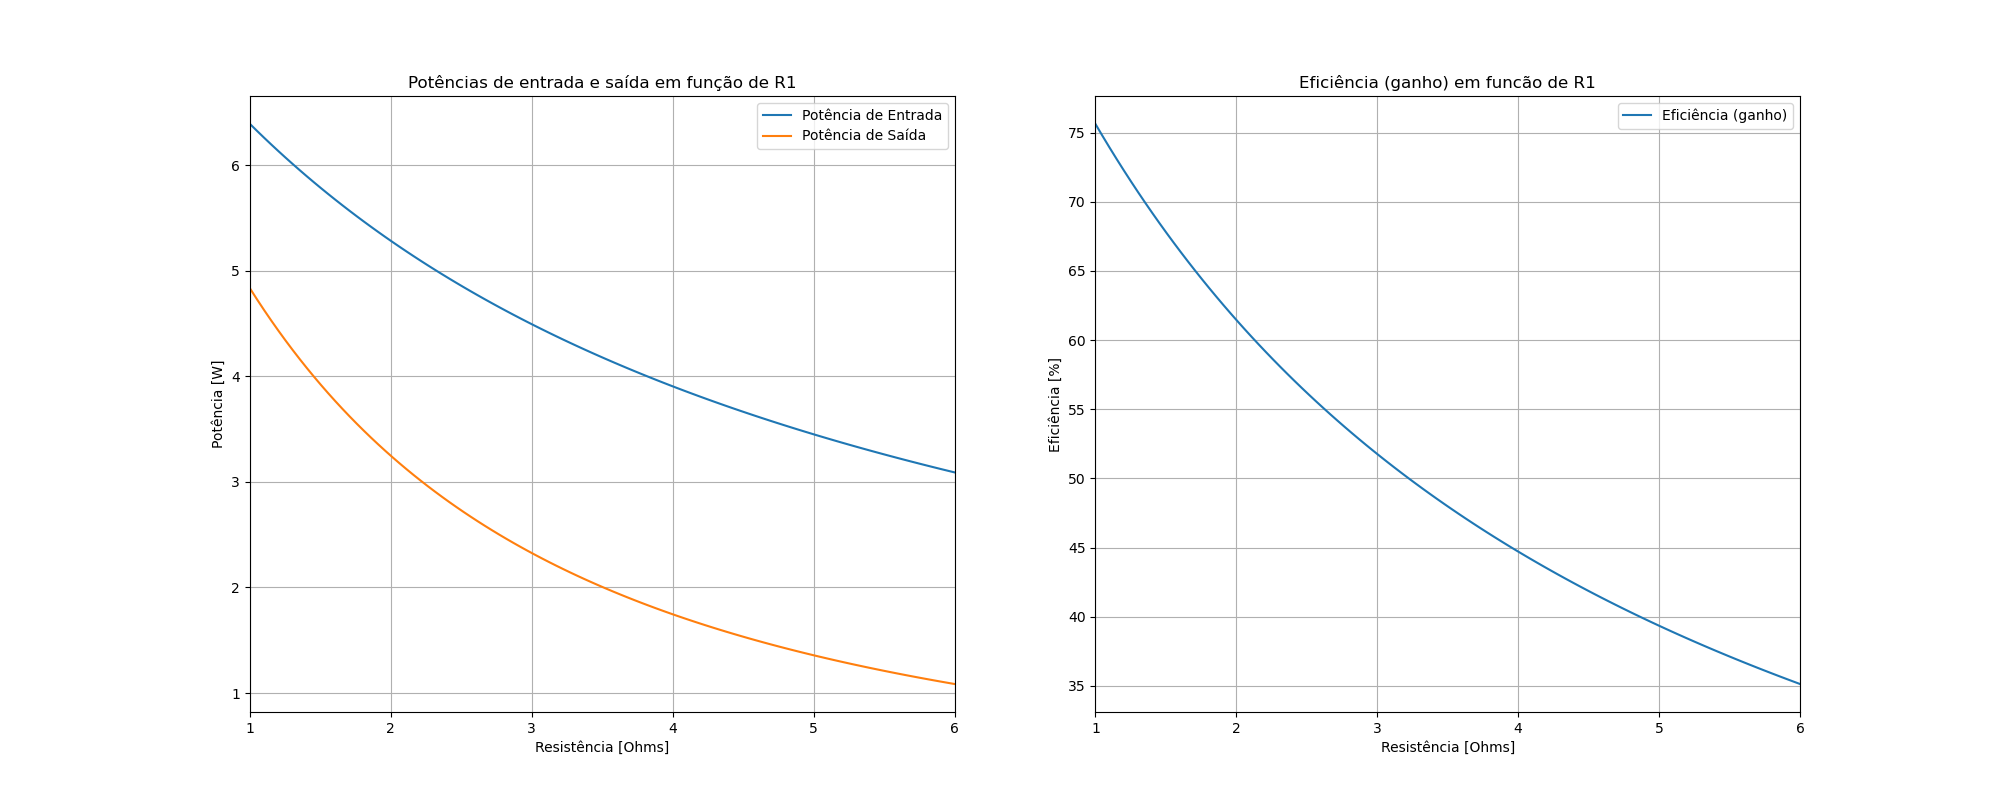 Potências de entrada e saída em função de R1
Potência de Entrada
Potência de Saída
Potência [W]
6
5
4
3
2
1
1 2 3 4 5 6
Resistência [Ohms]
Eficiência (ganho) em funcão de R1
Eficiência (ganho)
Eficiência [%]
75
70
65
60
55
50
45
40
35
1 2 3 4 5 6
Resistência [Ohms]